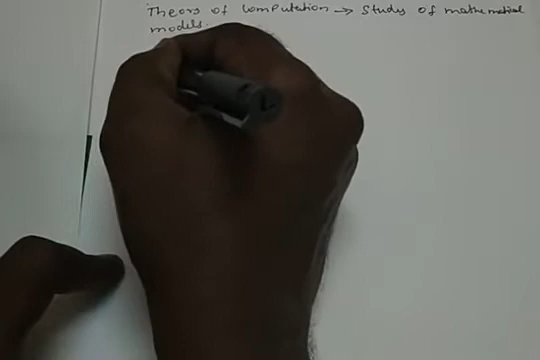 Theory of Computation → Study of mathematical
models.